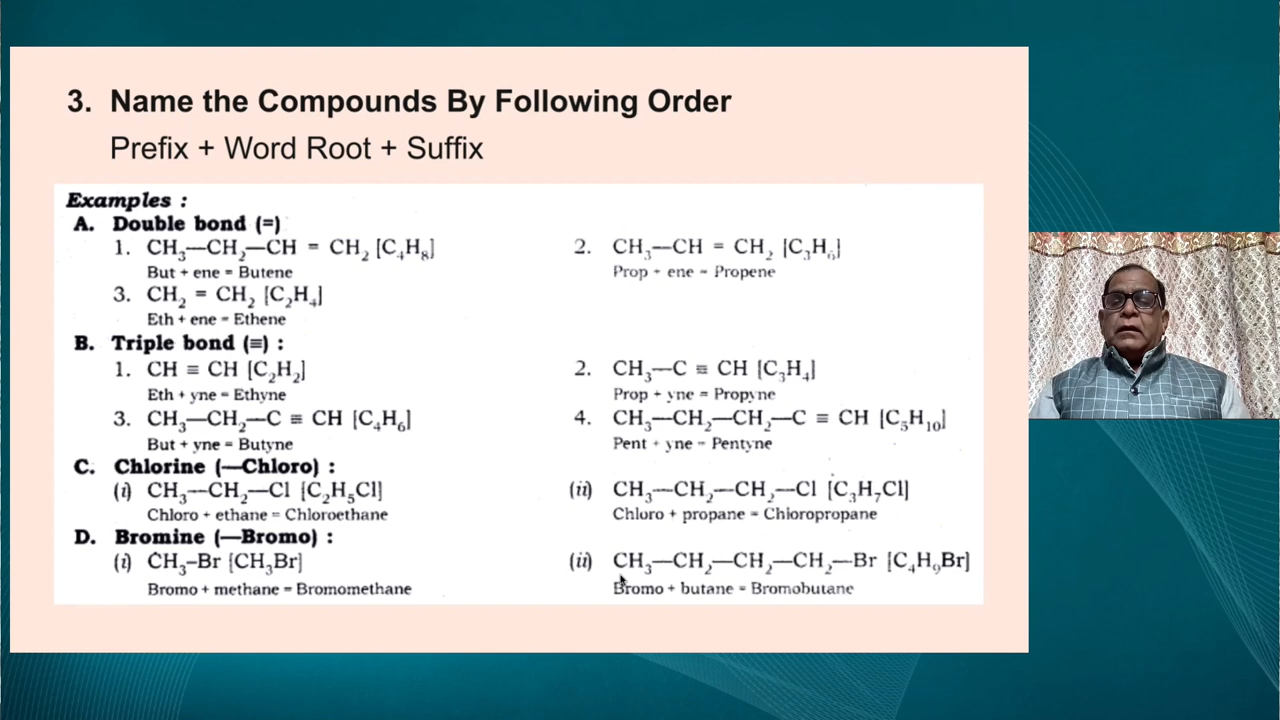 3. Name the Compounds By Following Order
Prefix + Word Root + Suffix
Examples :
A. Double bond (=)
1. CH₃—CH₂—CH = CH₂ [C₄H₈]
But + ene = Butene
2. CH₃—CH = CH₂ [C₃H₆]
Prop + ene = Propene
3. CH₂ = CH₂ [C₂H₄]
Eth + ene = Ethene
B. Triple bond (≡) :
1. CH ≡ CH [C₂H₂]
Eth + yne = Ethyne
2. CH₃—C ≡ CH [C₃H₄]
Prop + yne = Propyne
3. CH₃—CH₂—C ≡ CH [C₄H₆]
But + yne = Butyne
4. CH₃—CH₂—CH₂—C ≡ CH [C₅H₁₀]
Pent + yne = Pentyne
C. Chlorine (—Chloro) :
(i) CH₃—CH₂—Cl [C₂H₅Cl]
Chloro + ethane = Chloroethane
(ii) CH₃—CH₂—CH₂—Cl [C₃H₇Cl]
Chloro + propane = Chloropropane
D. Bromine (—Bromo) :
(i) CH₃–Br [CH₃Br]
Bromo + methane = Bromomethane
(ii) CH₃—CH₂—CH₂—CH₂—Br [C₄H₉Br]
Bromo + butane = Bromobutane